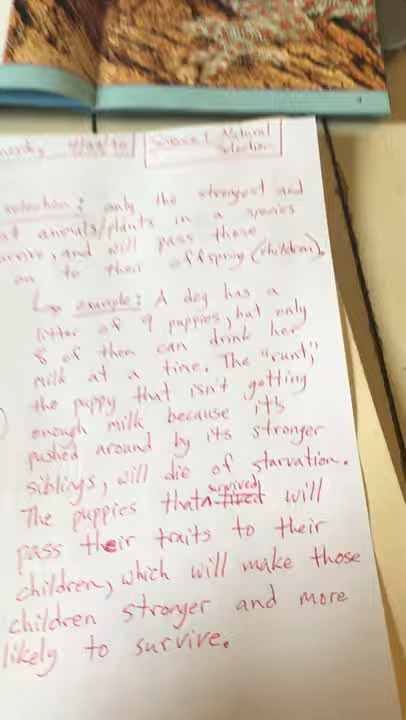 Science: Natural
Selection
selection: only the strongest and
animals/plants in a species
survive, and will pass those
on to their offspring (children).
↳ example: A dog has a
litter of 9 puppies, but only
8 of them can drink her
milk at a time. The "runt,"
the puppy that isn't getting
enough milk because it's
pushed around by its stronger
siblings, will die of starvation.
The puppies that survived will
pass their traits to their
children, which will make those
children stronger and more
likely to survive.